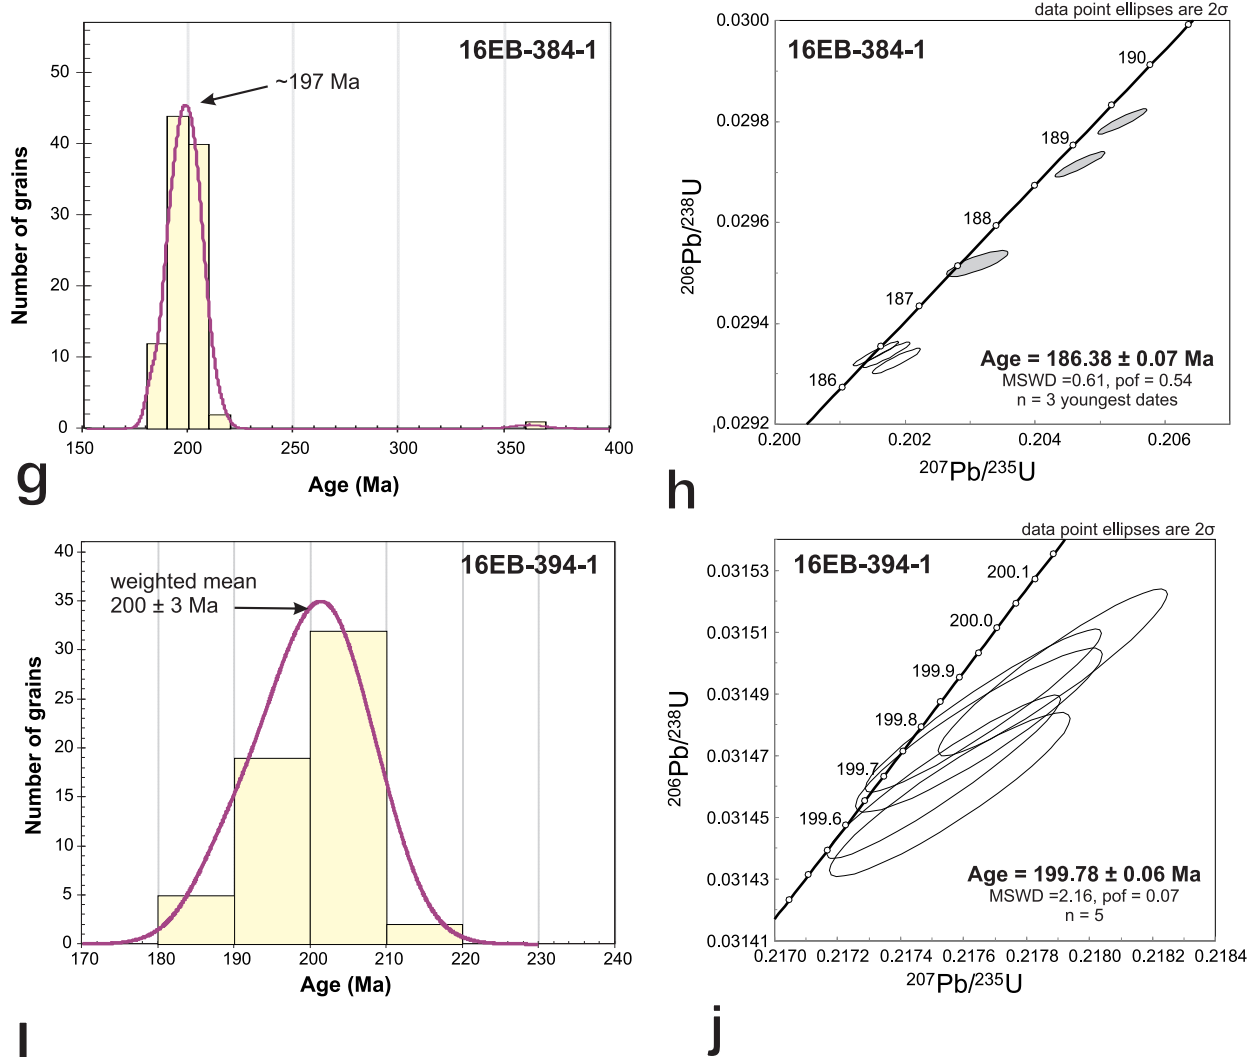 16EB-384-1
~197 Ma
Number of grains
50
40
30
20
10
0
150
200
250
300
350
400
Age (Ma)
g
data point ellipses are 2σ
16EB-384-1
0.0300
0.0298
0.0296
0.0294
0.0292
206Pb/238U
190
189
188
187
186
Age = 186.38 ± 0.07 Ma
MSWD =0.61, pof = 0.54
n = 3 youngest dates
0.200
0.202
0.204
0.206
207Pb/235U
h
16EB-394-1
weighted mean
200 ± 3 Ma
Number of grains
40
35
30
25
20
15
10
5
0
170
180
190
200
210
220
230
240
Age (Ma)
I
data point ellipses are 2σ
16EB-394-1
0.03153
0.03151
0.03149
0.03147
0.03145
0.03143
0.03141
206Pb/238U
200.1
200.0
199.9
199.8
199.7
199.6
Age = 199.78 ± 0.06 Ma
MSWD =2.16, pof = 0.07
n = 5
0.2170
0.2172
0.2174
0.2176
0.2178
0.2180
0.2182
0.2184
207Pb/235U
j